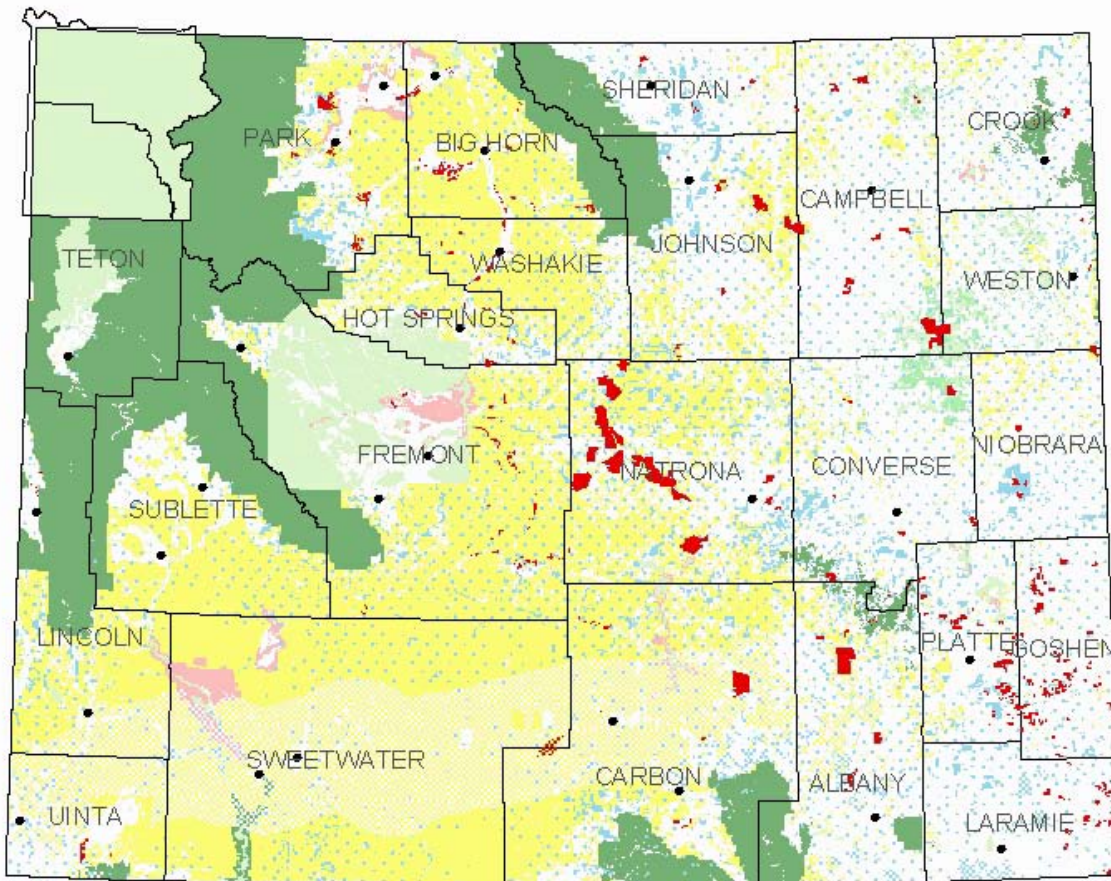 SHERIDAN
CROOK
PARK
BIG HORN
CAMPBELL
JOHNSON
TETON
WASHAKIE
WESTON
HOT SPRINGS
FREMONT
NATRONA
CONVERSE
NIOBRARA
SUBLETTE
LINCOLN
PLATTE
GOSHEN
SWEETWATER
CARBON
ALBANY
UINTA
LARAMIE